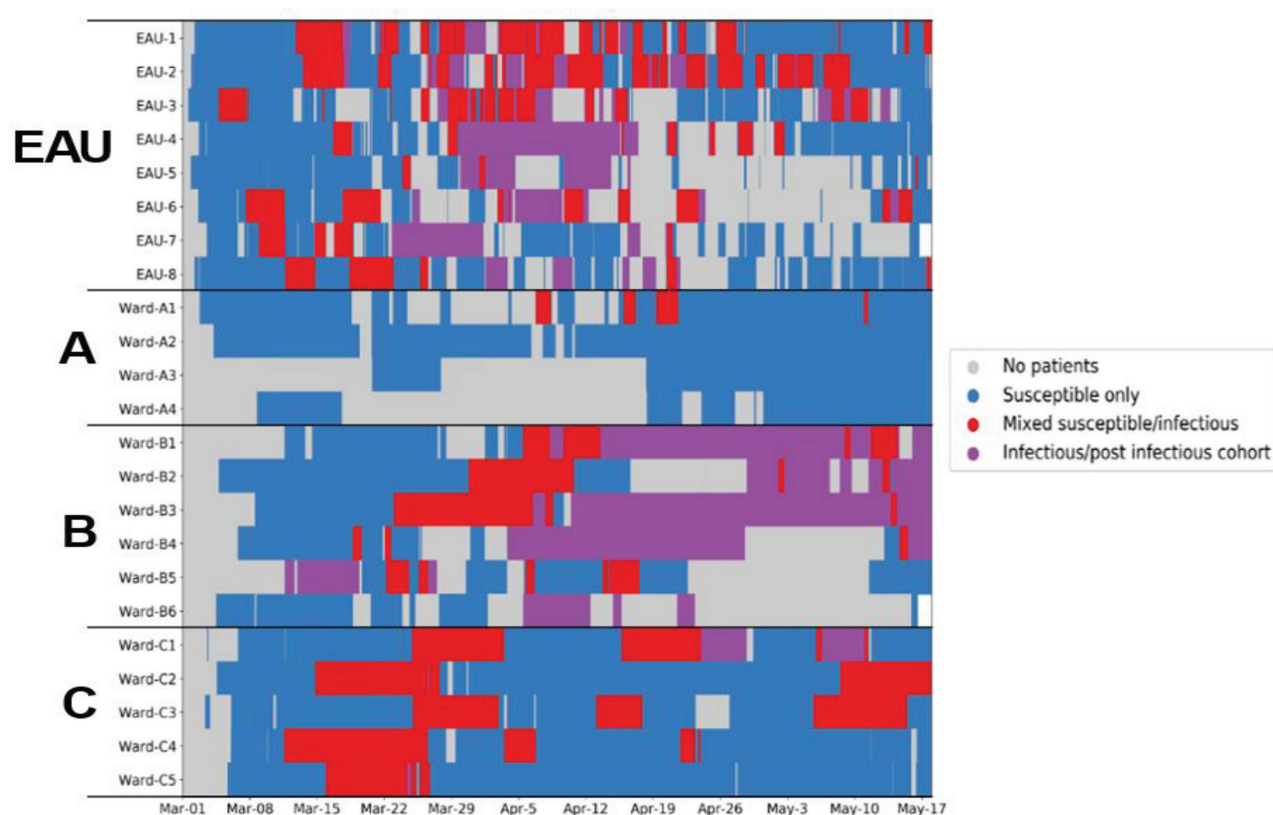 EAU
EAU-1
EAU-2
EAU-3
EAU-4
EAU-5
EAU-6
EAU-7
EAU-8
A
Ward-A1
Ward-A2
Ward-A3
Ward-A4
B
Ward-B1
Ward-B2
Ward-B3
Ward-B4
Ward-B5
Ward-B6
C
Ward-C1
Ward-C2
Ward-C3
Ward-C4
Ward-C5
Mar-01 Mar-08 Mar-15 Mar-22 Mar-29 Apr-5 Apr-12 Apr-19 Apr-26 May-3 May-10 May-17
No patients
Susceptible only
Mixed susceptible/infectious
Infectious/post infectious cohort